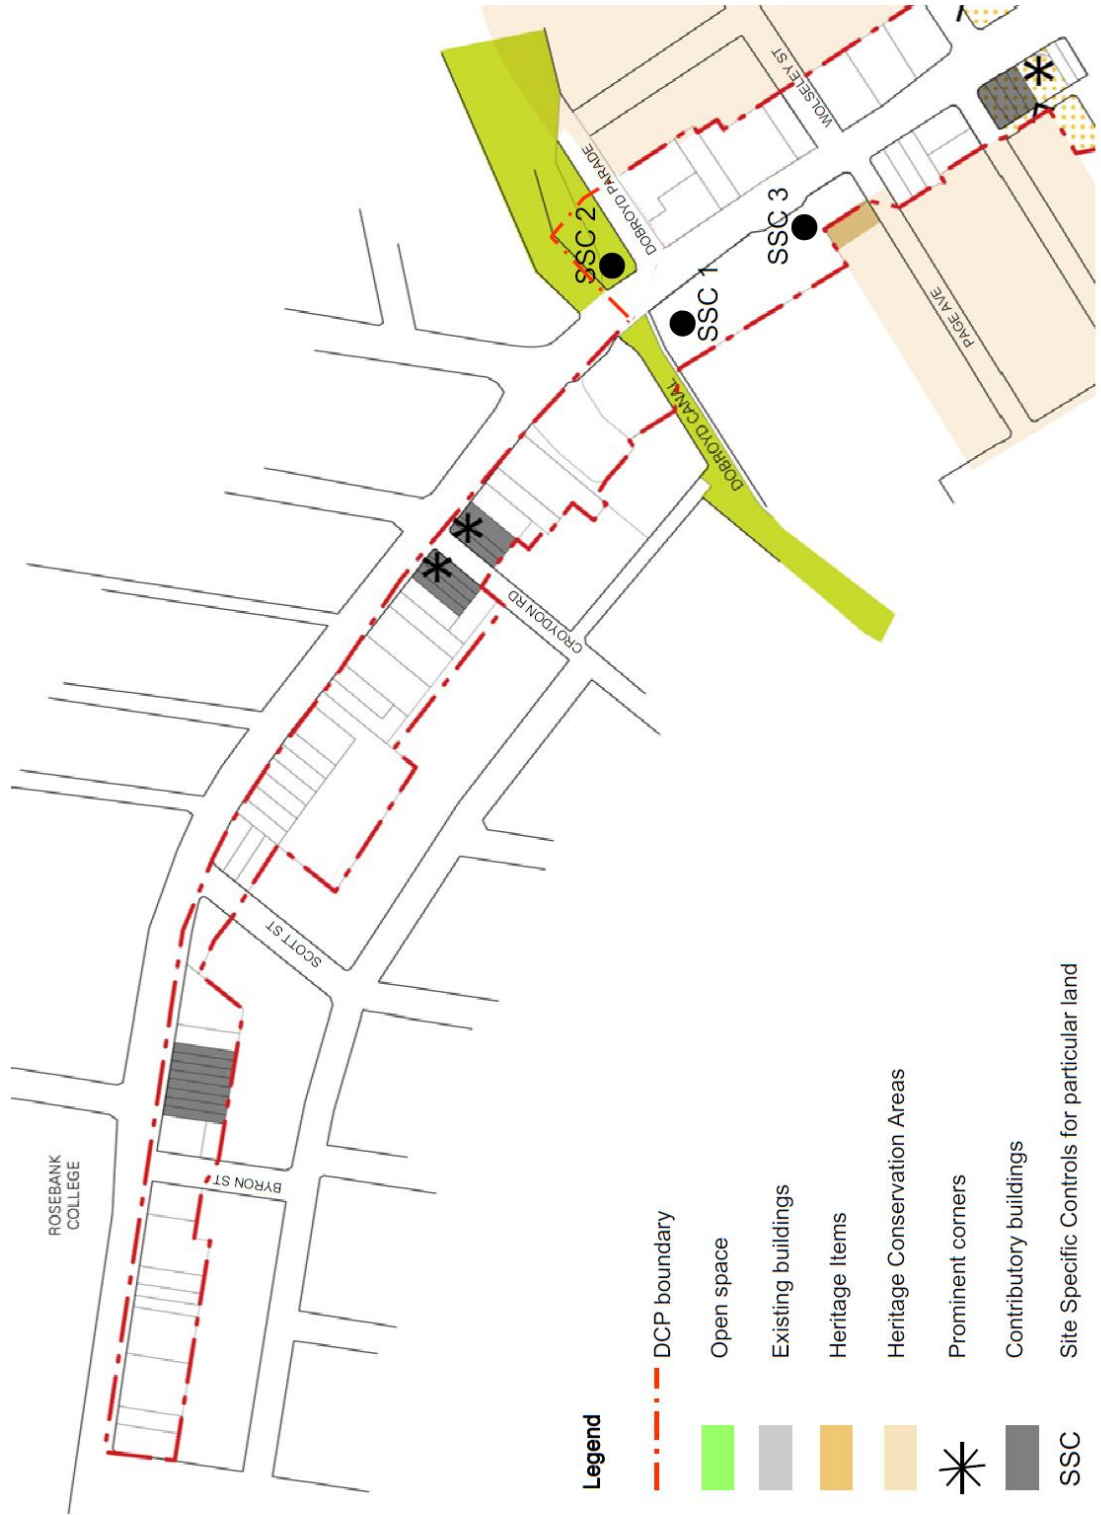 WOLSELEY ST
DOBROYD PARADE
SSC 2
SSC 3
SSC 1
PAGE AVE
DOBROYD CANAL
CROYDON RD
SCOTT ST
BYRON ST
ROSEBANK
COLLEGE
Legend
DCP boundary
Open space
Existing buildings
Heritage Items
Heritage Conservation Areas
Prominent corners
Contributory buildings
SSC Site Specific Controls for particular land